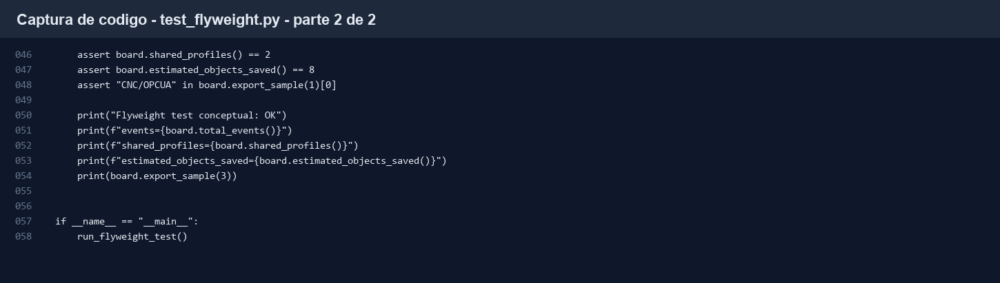 Captura de codigo - test_flyweight.py - parte 2 de 2
046 assert board.shared_profiles() == 2
047 assert board.estimated_objects_saved() == 8
048 assert "CNC/OPCUA" in board.export_sample(1)[0]
049
050 print("Flyweight test conceptual: OK")
051 print(f"events={board.total_events()}")
052 print(f"shared_profiles={board.shared_profiles()}")
053 print(f"estimated_objects_saved={board.estimated_objects_saved()}")
054 print(board.export_sample(3))
055
056
057 if __name__ == "__main__":
058 run_flyweight_test()